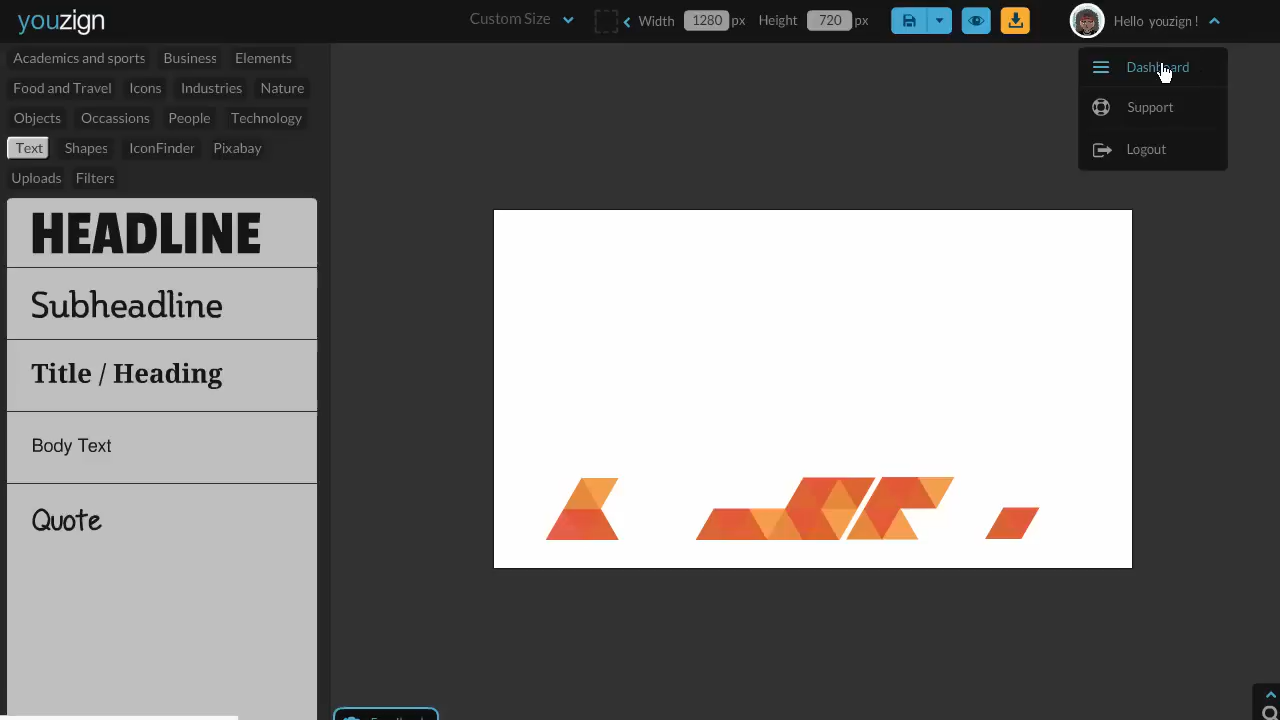 youzign
Custom Size
Width 1280 px Height 720 px
Hello youzign !
Dashboard
Support
Logout
Academics and sports Business Elements
Food and Travel Icons Industries Nature
Objects Occassions People Technology
Text Shapes IconFinder Pixabay
Uploads Filters
HEADLINE
Subheadline
Title / Heading
Body Text
Quote